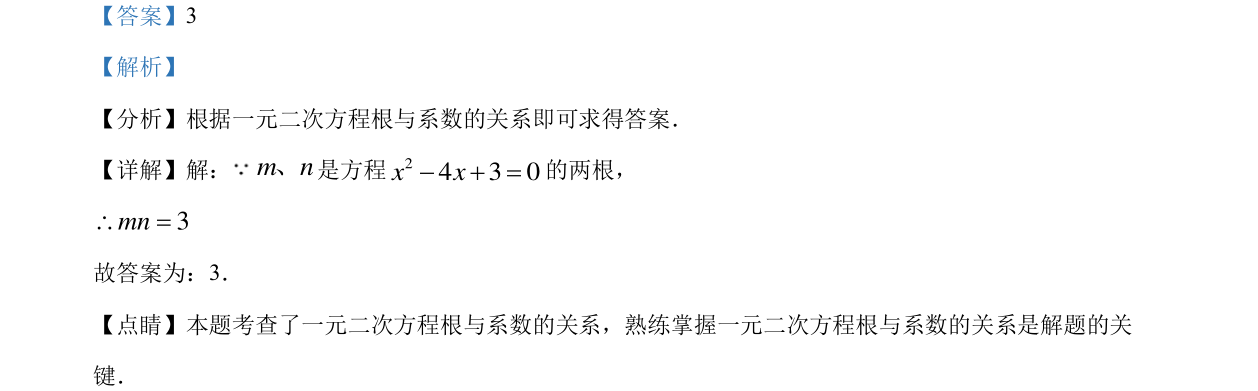 【答案】3
【解析】
【分析】根据一元二次方程根与系数的关系即可求得答案．
【详解】解：∵ m、n是方程 x² − 4x + 3 = 0 的两根，
∴ mn = 3
故答案为：3．
【点睛】本题考查了一元二次方程根与系数的关系，熟练掌握一元二次方程根与系数的关系是解题的关
键．